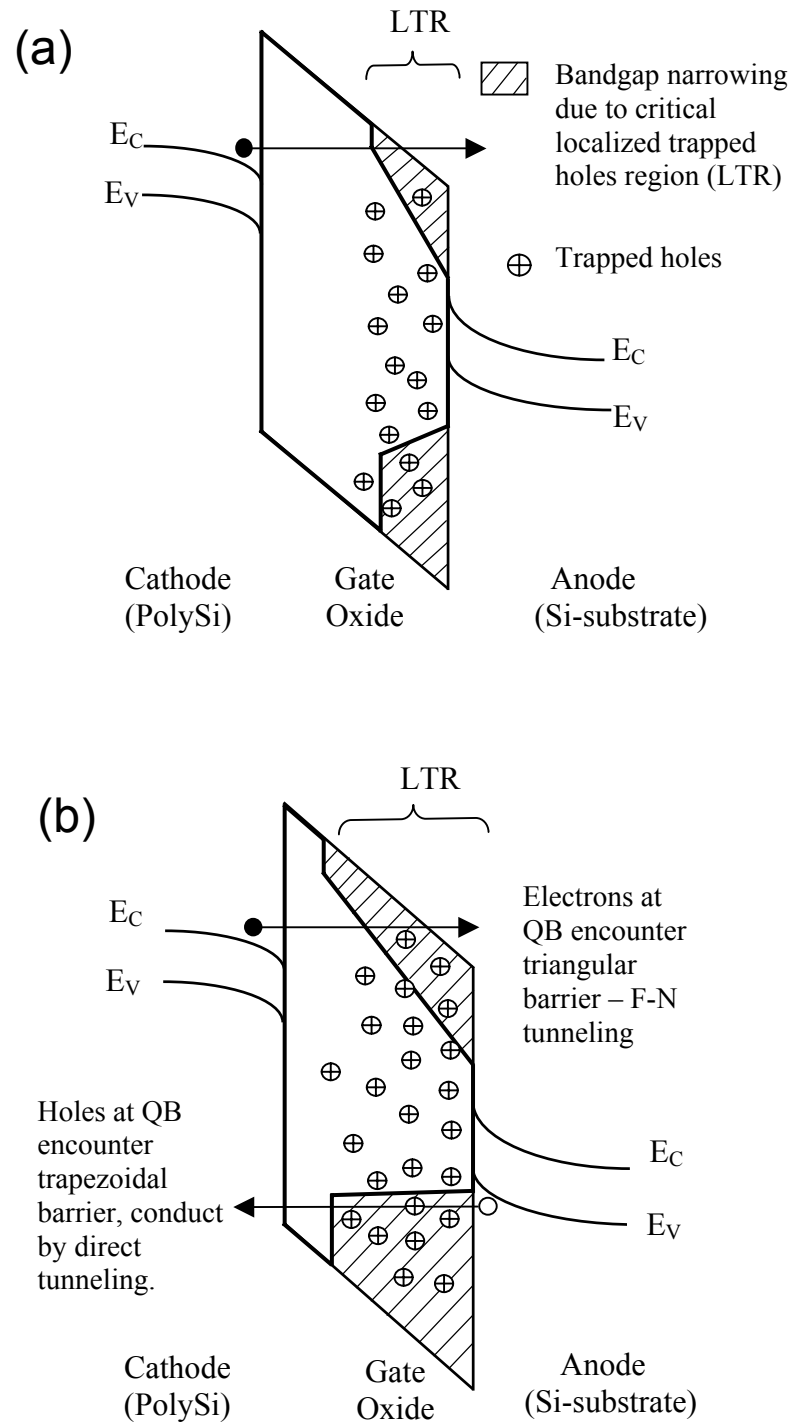 (a)
LTR
Bandgap narrowing
due to critical
localized trapped
holes region (LTR)
E_C
E_V
Trapped holes
E_C
E_V
Cathode
(PolySi)
Gate
Oxide
Anode
(Si-substrate)
(b)
LTR
E_C
E_V
Electrons at
QB encounter
triangular
barrier – F-N
tunneling
Holes at QB
encounter
trapezoidal
barrier, conduct
by direct
tunneling.
E_C
E_V
Cathode
(PolySi)
Gate
Oxide
Anode
(Si-substrate)